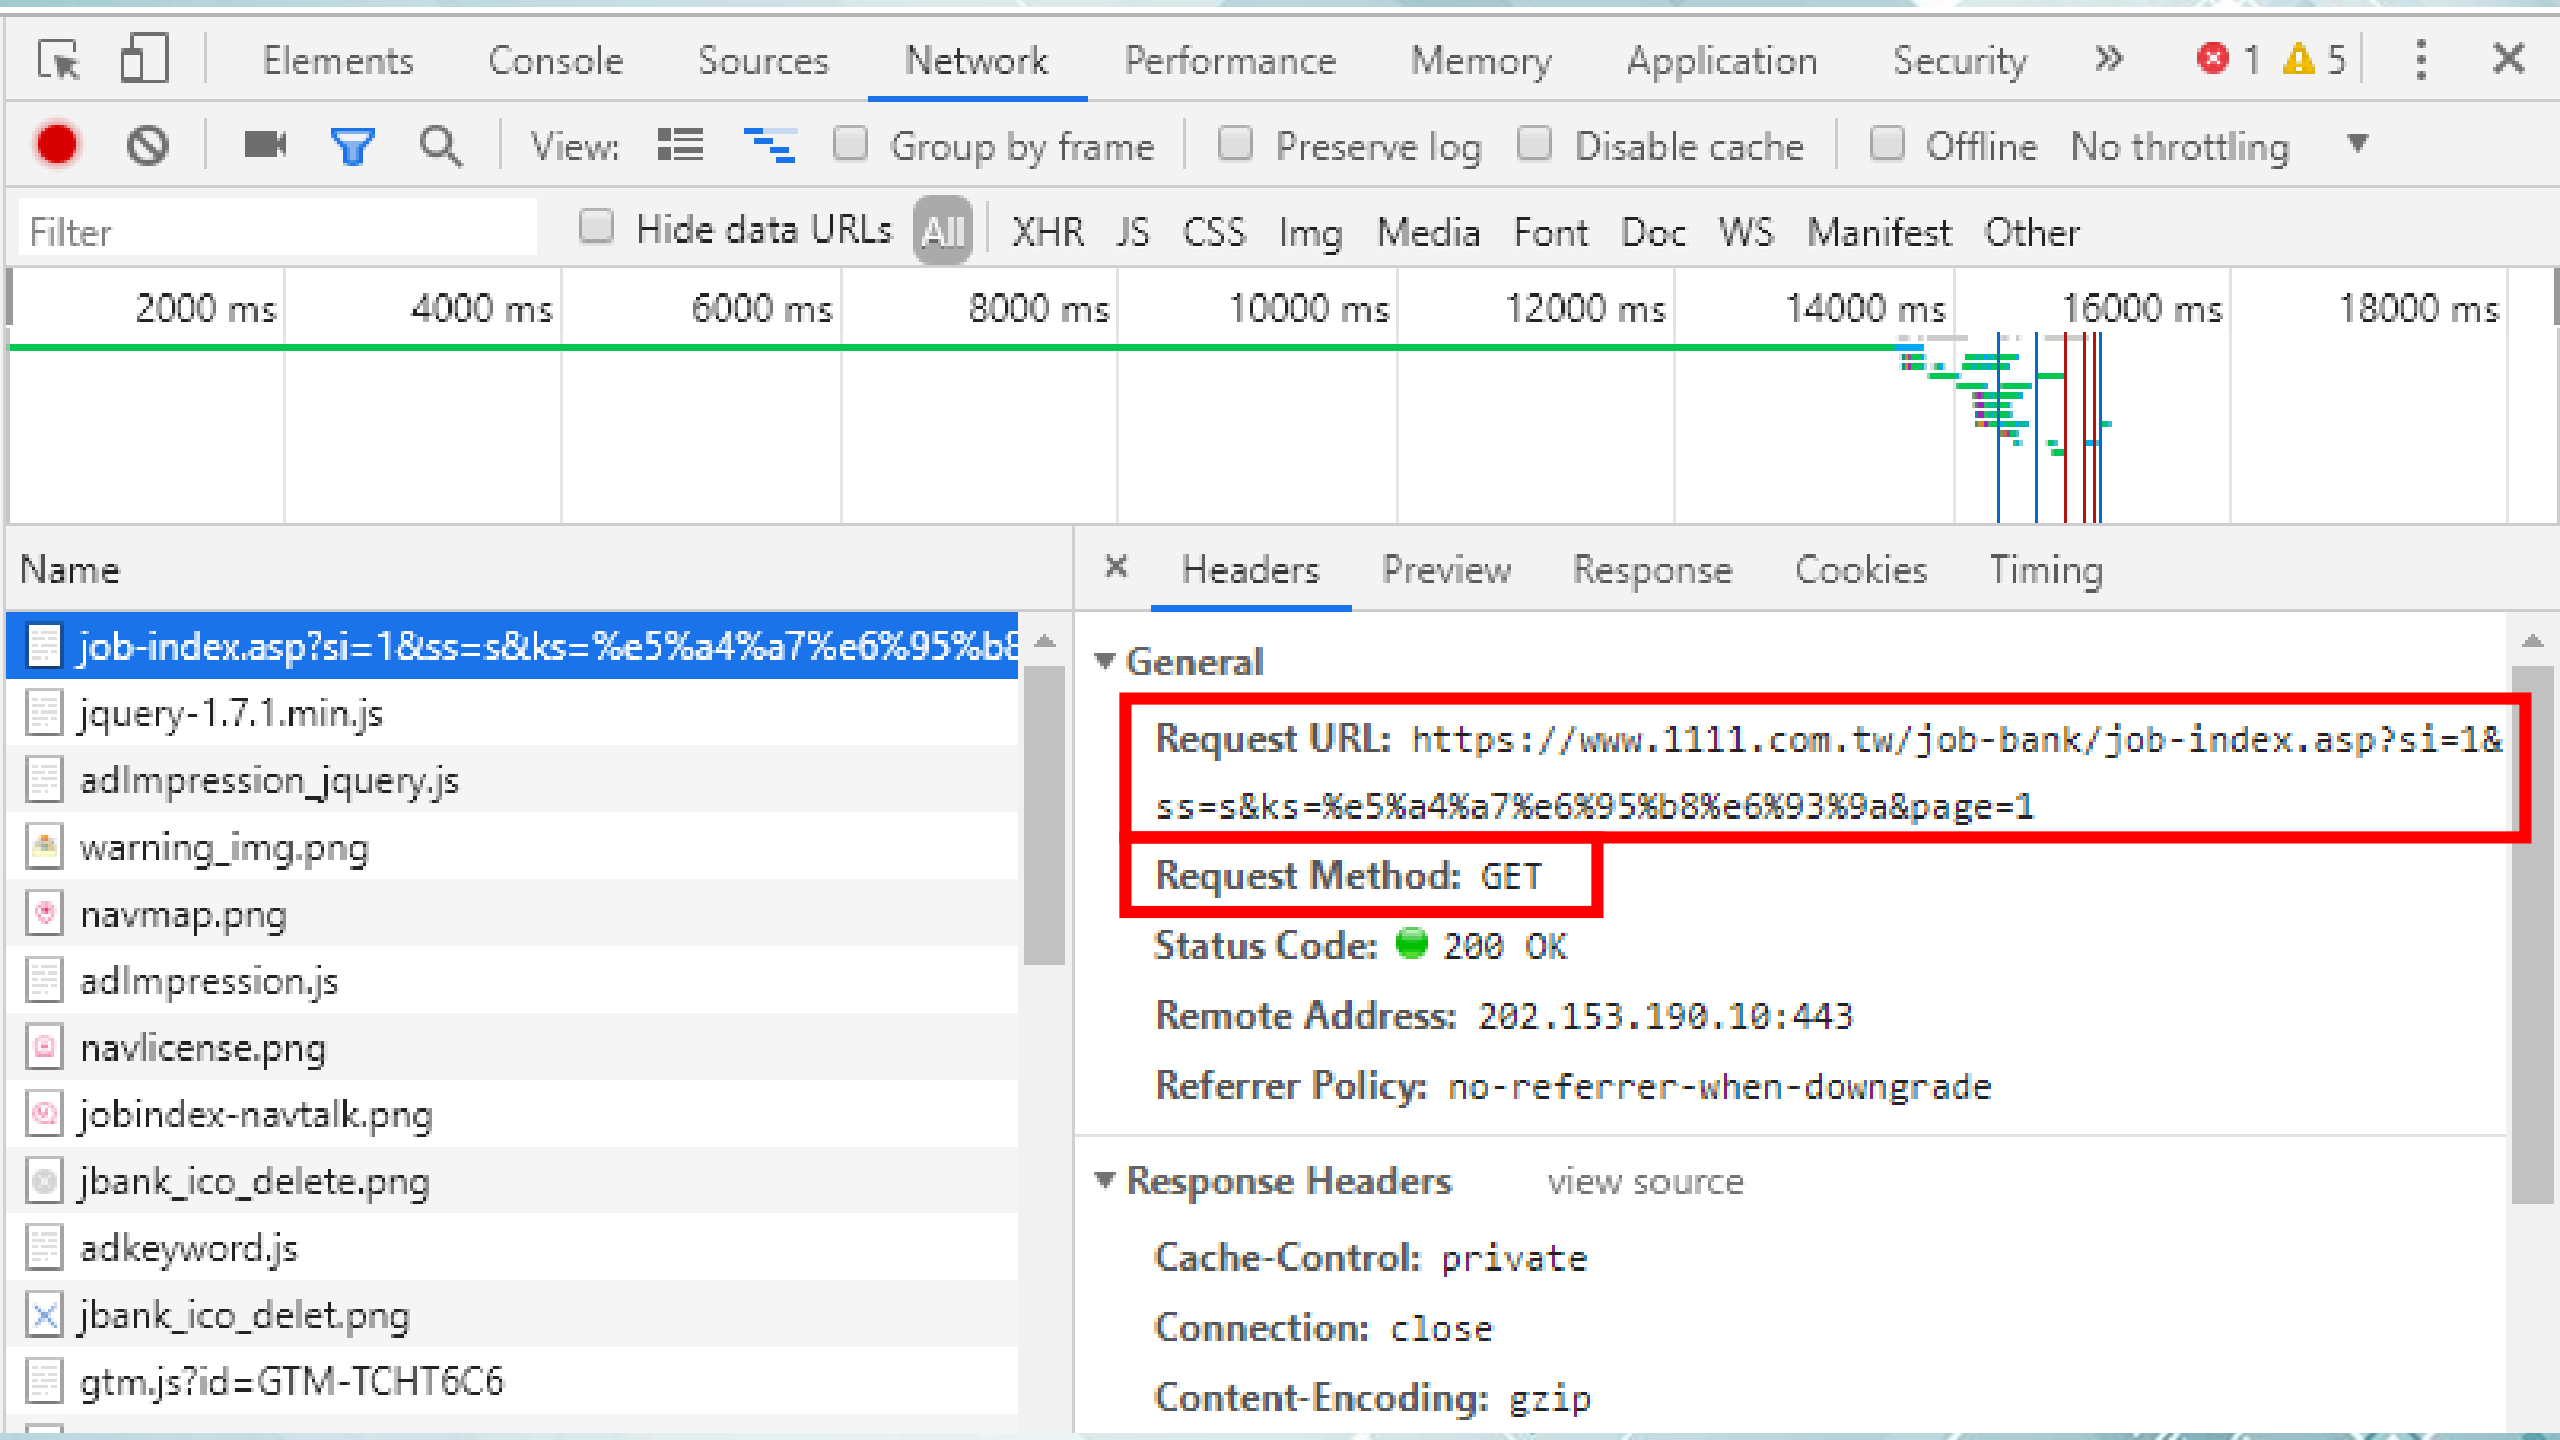 Elements Console Sources Network Performance Memory Application Security » 1 5
View: Group by frame Preserve log Disable cache Offline No throttling
Filter Hide data URLs All XHR JS CSS Img Media Font Doc WS Manifest Other
2000 ms 4000 ms 6000 ms 8000 ms 10000 ms 12000 ms 14000 ms 16000 ms 18000 ms
Name
job-index.asp?si=1&ss=s&ks=%e5%a4%a7%e6%95%b8
jquery-1.7.1.min.js
adImpression_jquery.js
warning_img.png
navmap.png
adImpression.js
navlicense.png
jobindex-navtalk.png
jbank_ico_delete.png
adkeyword.js
jbank_ico_delet.png
gtm.js?id=GTM-TCHT6C6
× Headers Preview Response Cookies Timing
General
Request URL: https://www.1111.com.tw/job-bank/job-index.asp?si=1&
ss=s&ks=%e5%a4%a7%e6%95%b8%e6%93%9a&page=1
Request Method: GET
Status Code: 200 OK
Remote Address: 202.153.190.10:443
Referrer Policy: no-referrer-when-downgrade
Response Headers view source
Cache-Control: private
Connection: close
Content-Encoding: gzip